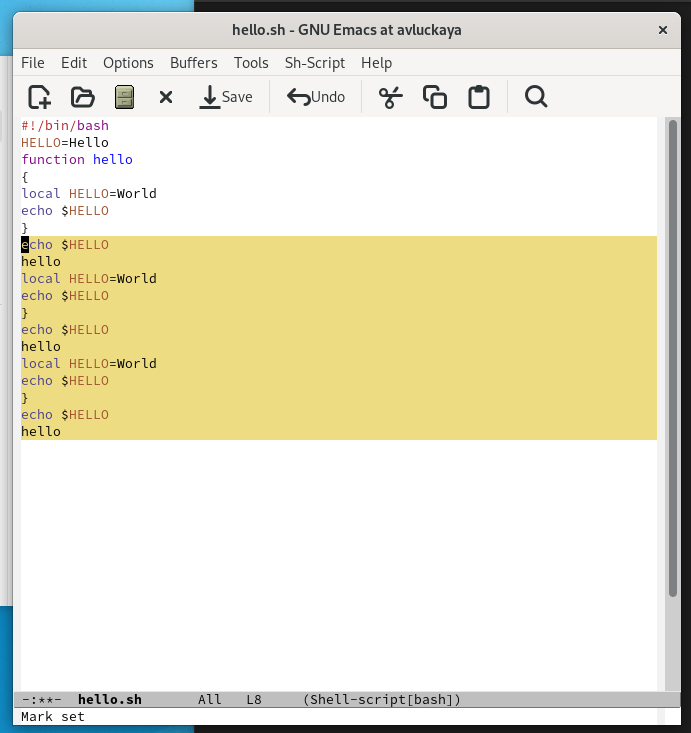 hello.sh - GNU Emacs at avluckaya
File Edit Options Buffers Tools Sh-Script Help
Save Undo
#!/bin/bash
HELLO=Hello
function hello
{
local HELLO=World
echo $HELLO
}
echo $HELLO
hello
local HELLO=World
echo $HELLO
}
echo $HELLO
hello
local HELLO=World
echo $HELLO
}
echo $HELLO
hello
-:**- hello.sh All L8 (Shell-script[bash])
Mark set